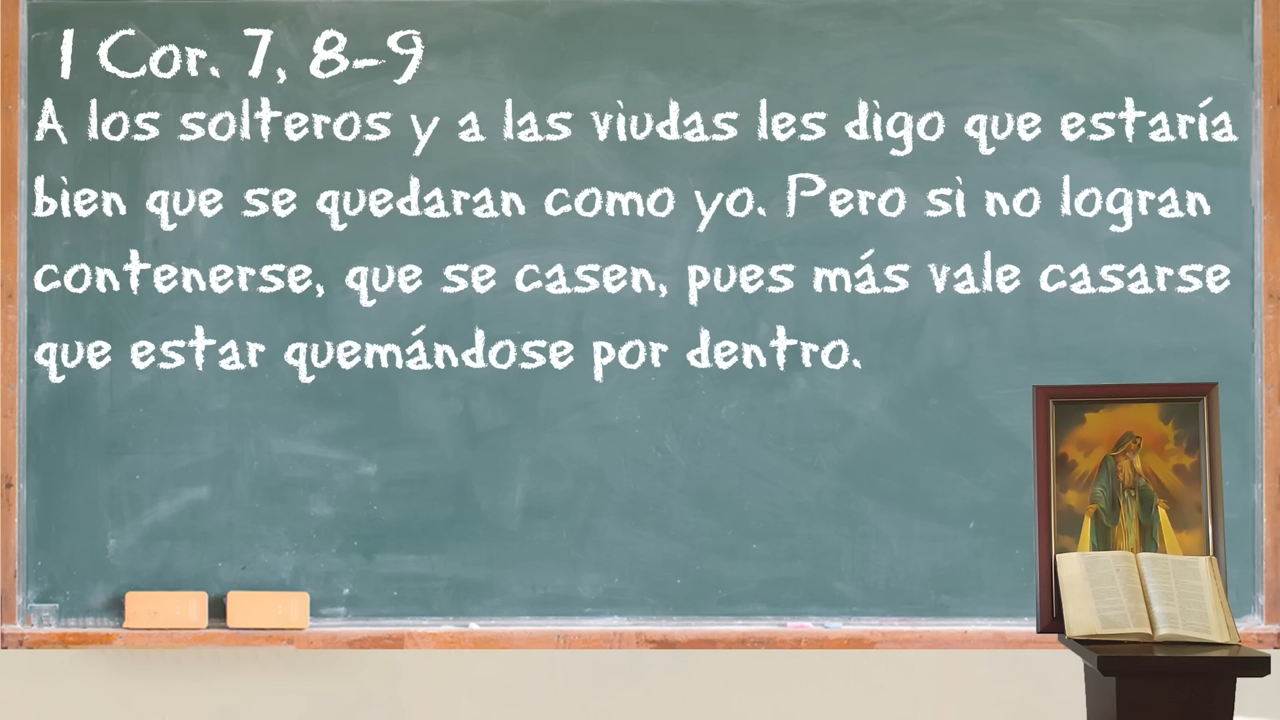 1 Cor. 7, 8-9
A los solteros y a las viudas les digo que estaría
bien que se quedaran como yo. Pero si no logran
contenerse, que se casen, pues más vale casarse
que estar quemándose por dentro.